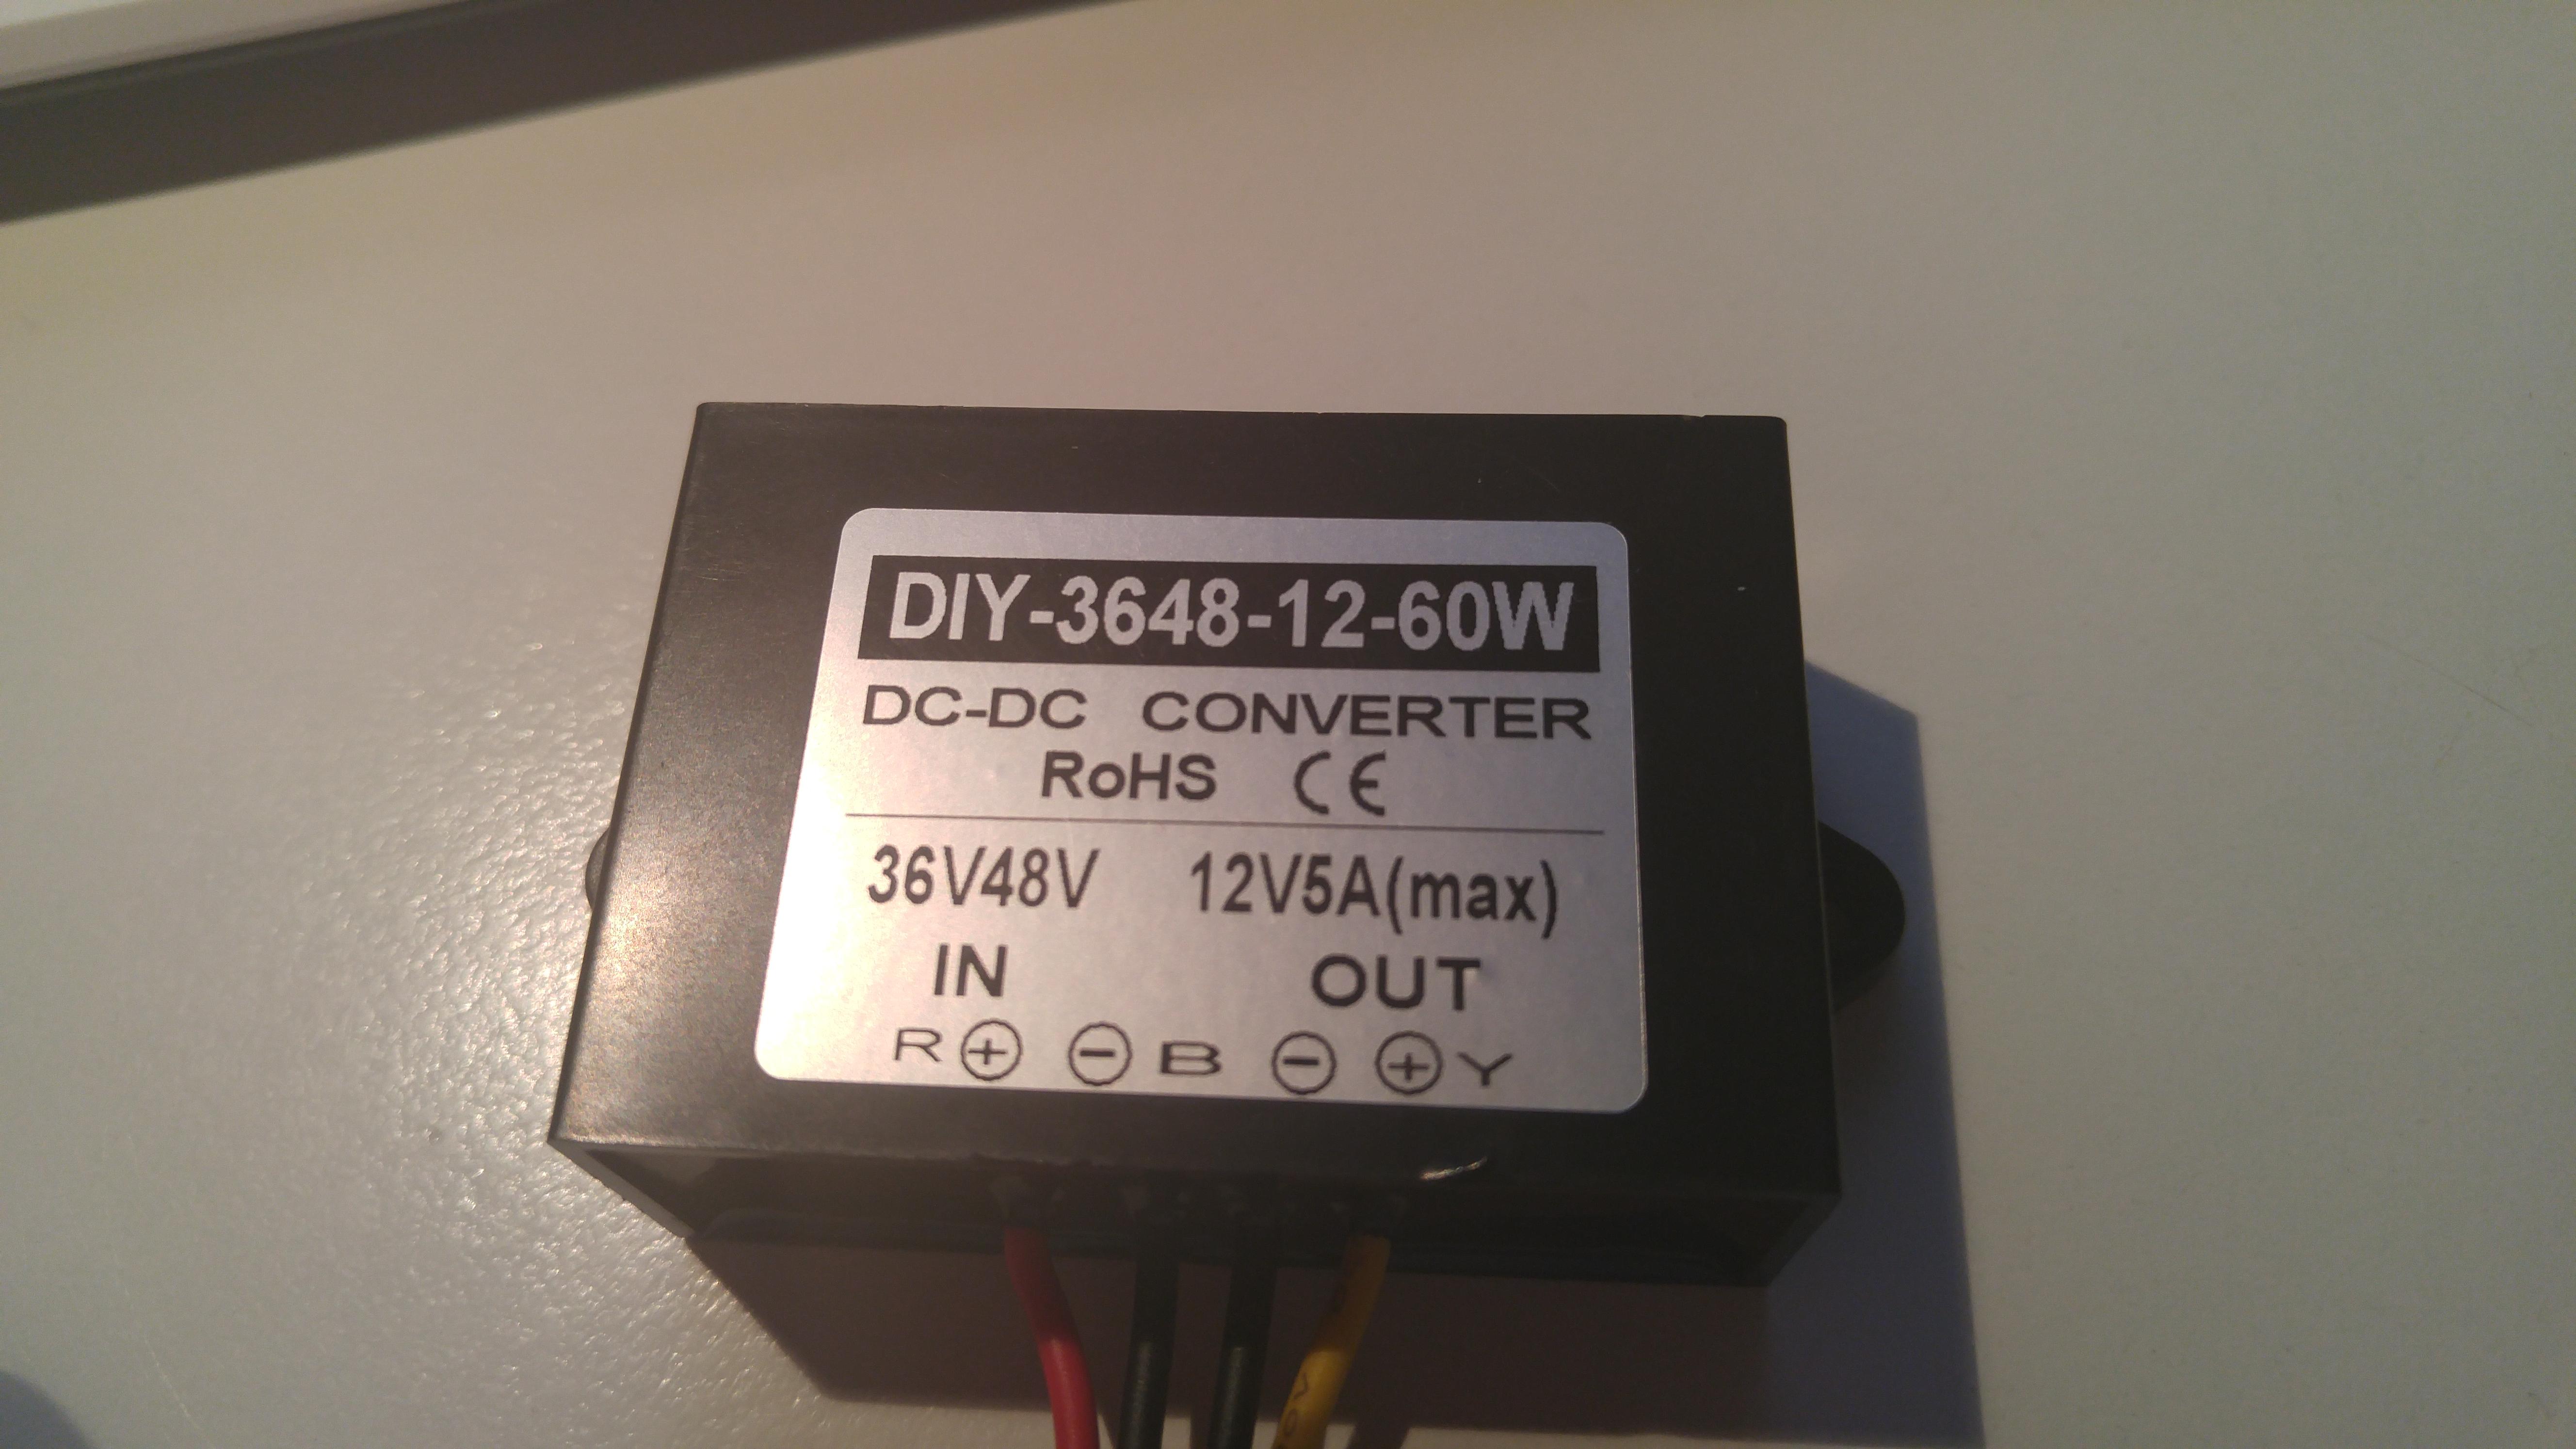 DIY-3648-12-60W
DC-DC CONVERTER
RoHS CE
36V48V 12V5A(max)
IN OUT
R⊕ ⊖ B ⊖ ⊕Y